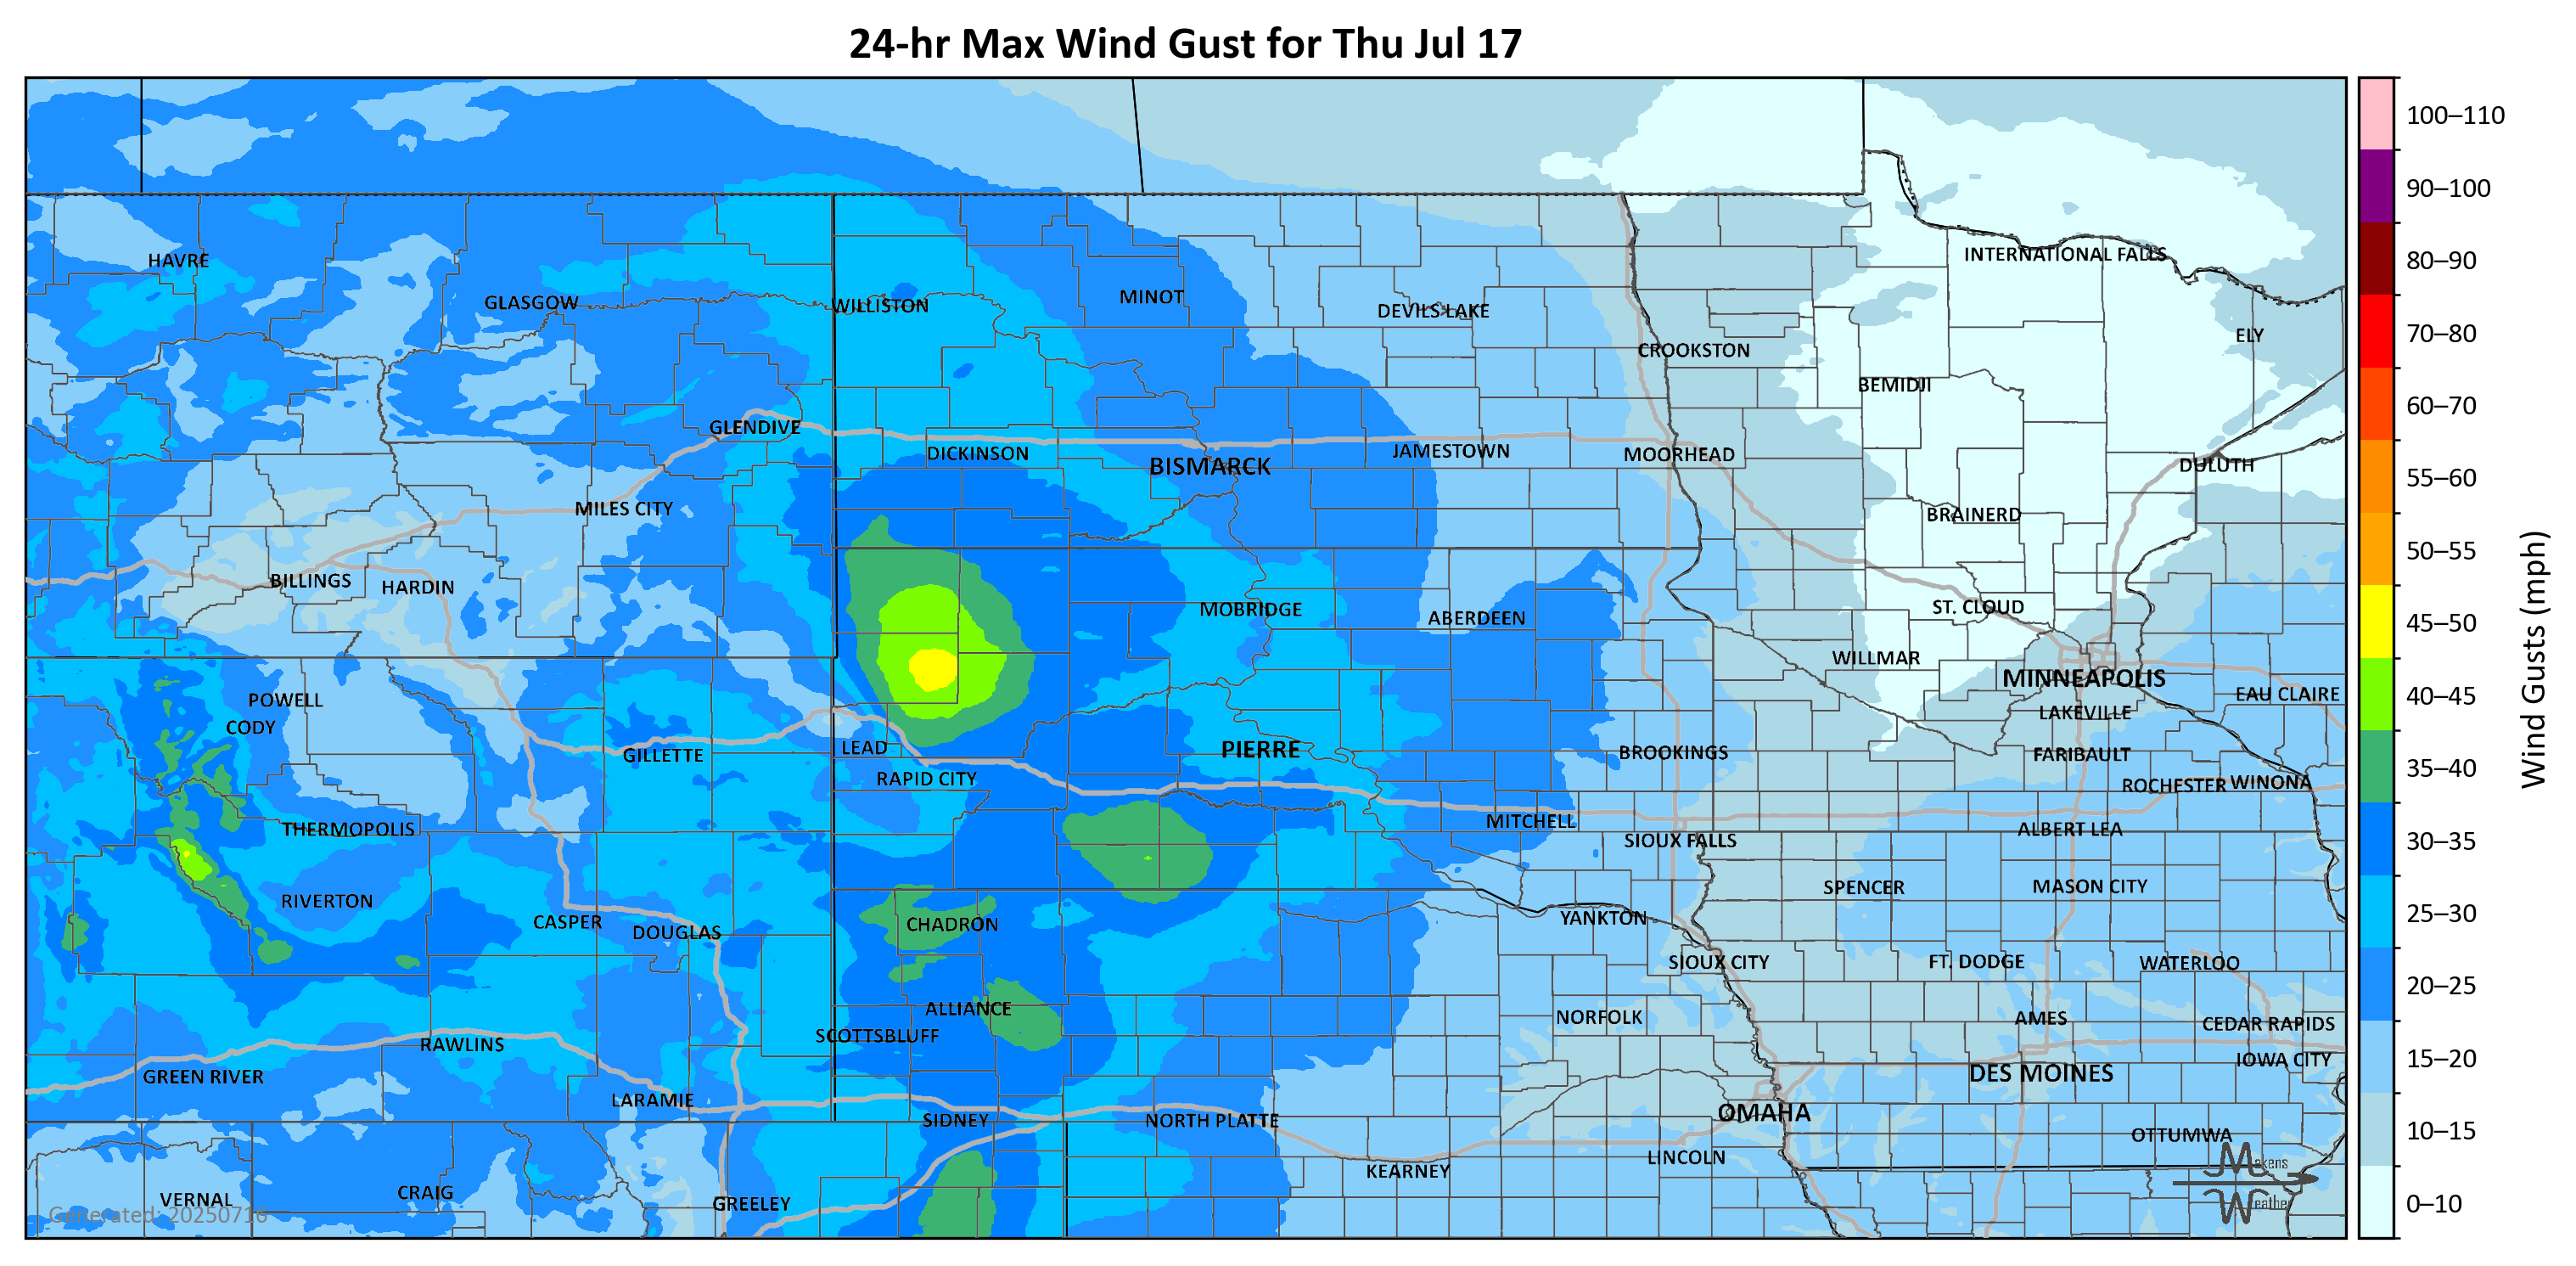 24-hr Max Wind Gust for Thu Jul 17
100–110
90–100
INTERNATIONAL FALLS
HAVRE
80–90
MINOT
GLASGOW
WILLISTON
DEVILS LAKE
ELY
70–80
CROOKSTON
BEMIDJI
60–70
GLENDIVE
DICKINSON
JAMESTOWN
MOORHEAD
BISMARCK
DULUTH
55–60
MILES CITY
BRAINERD
50–55
BILLINGS
HARDIN
MOBRIDGE
ABERDEEN
ST. CLOUD
45–50
WILLMAR
MINNEAPOLIS
EAU CLAIRE
40–45
POWELL
CODY
LAKEVILLE
GILLETTE
LEAD
PIERRE
BROOKINGS
FARIBAULT
35–40
RAPID CITY
ROCHESTER
WINONA
Wind Gusts (mph)
THERMOPOLIS
MITCHELL
ALBERT LEA
SIOUX FALLS
30–35
RIVERTON
SPENCER
MASON CITY
CASPER
DOUGLAS
CHADRON
YANKTON
25–30
SIOUX CITY
FT. DODGE
WATERLOO
20–25
ALLIANCE
NORFOLK
AMES
CEDAR RAPIDS
SCOTTSBLUFF
RAWLINS
IOWA CITY
15–20
GREEN RIVER
DES MOINES
LARAMIE
SIDNEY
NORTH PLATTE
OMAHA
10–15
OTTUMWA
KEARNEY
LINCOLN
Makens
VERNAL
CRAIG
GREELEY
Weather
0–10
Generated: 20250716